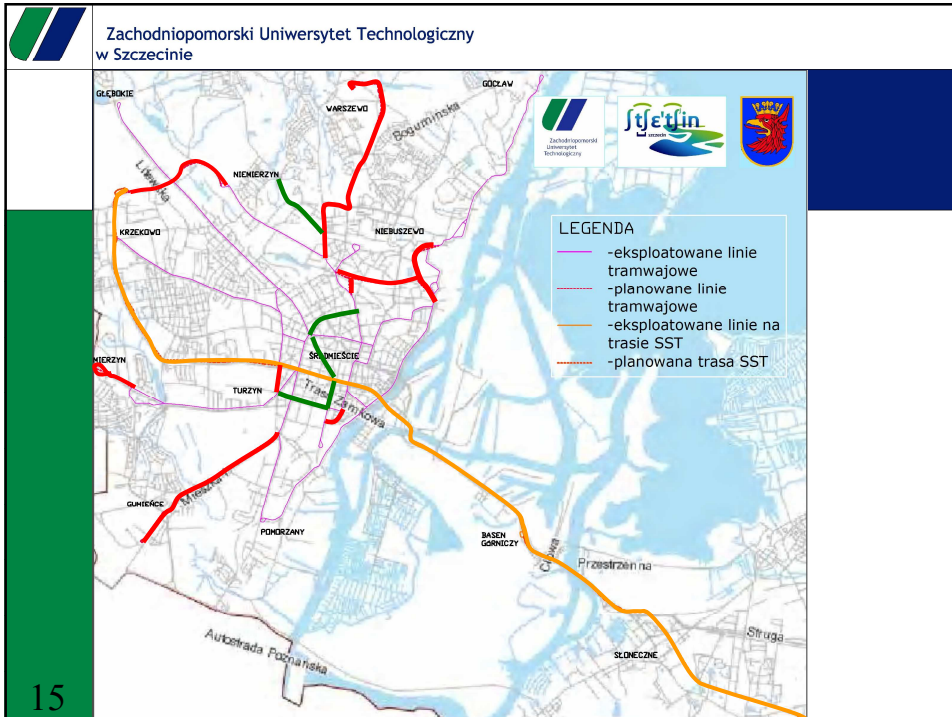 Zachodniopomorski Uniwersytet Technologiczny
w Szczecinie
GŁĘBOKIE
GOCŁAW
WARSZEWO
Bogumińska
Zachodniopomorski
Uniwersytet
Technologiczny
szczecin
Litewska
NIEMIERZYN
KRZEKOWO
NIEBUSZEWO
LEGENDA
-eksploatowane linie
tramwajowe
-planowane linie
tramwajowe
-eksploatowane linie na
trasie SST
-planowana trasa SST
MIERZYN
ŚRÓDMIEŚCIE
TURZYN
Trasa Zamkowa
GUMIEŃCE
POMORZANY
BASEN
GÓRNICZY
Cłowa
Przestrzenna
Autostrada Poznańska
SŁONECZNE
Struga
15